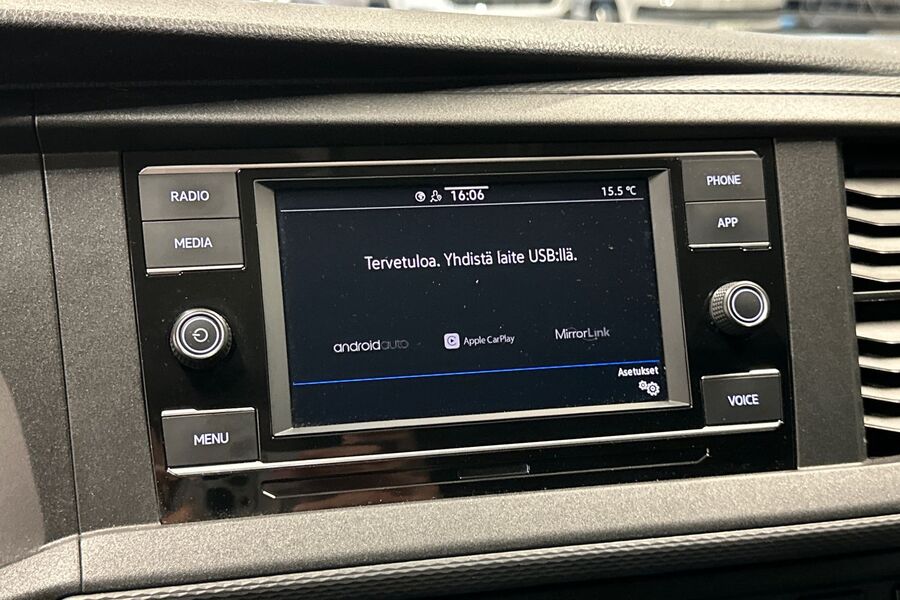 RADIO
MEDIA
MENU
16:06
15.5 °C
Tervetuloa. Yhdistä laite USB:llä.
androidauto
Apple CarPlay
MirrorLink
Asetukset
PHONE
APP
VOICE